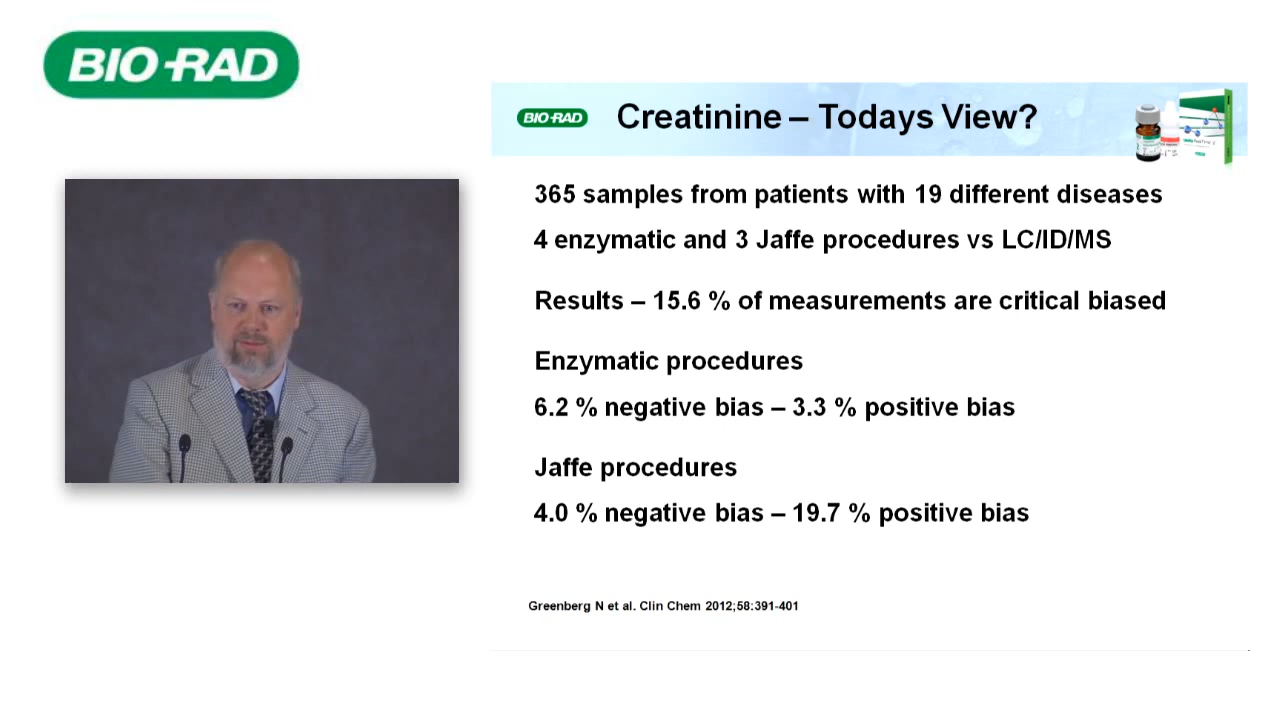 BIO-RAD
BIO-RAD
Creatinine – Todays View?
365 samples from patients with 19 different diseases
4 enzymatic and 3 Jaffe procedures vs LC/ID/MS
Results – 15.6 % of measurements are critical biased
Enzymatic procedures
6.2 % negative bias – 3.3 % positive bias
Jaffe procedures
4.0 % negative bias – 19.7 % positive bias
Greenberg N et al. Clin Chem 2012;58:391-401